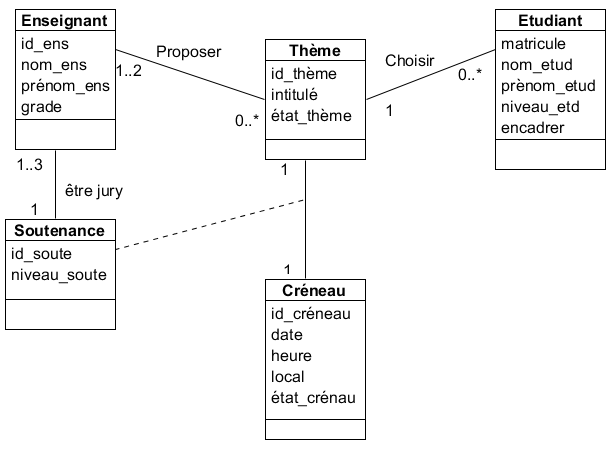 Enseignant
id_ens
nom_ens
prénom_ens
grade
Proposer
1..2
0..*
Thème
id_thème
intitulé
état_thème
Choisir
0..*
1
Etudiant
matricule
nom_etud
prènom_etud
niveau_etd
encadrer
1..3
être jury
1
Soutenance
id_soute
niveau_soute
1
1
Créneau
id_créneau
date
heure
local
état_crénau